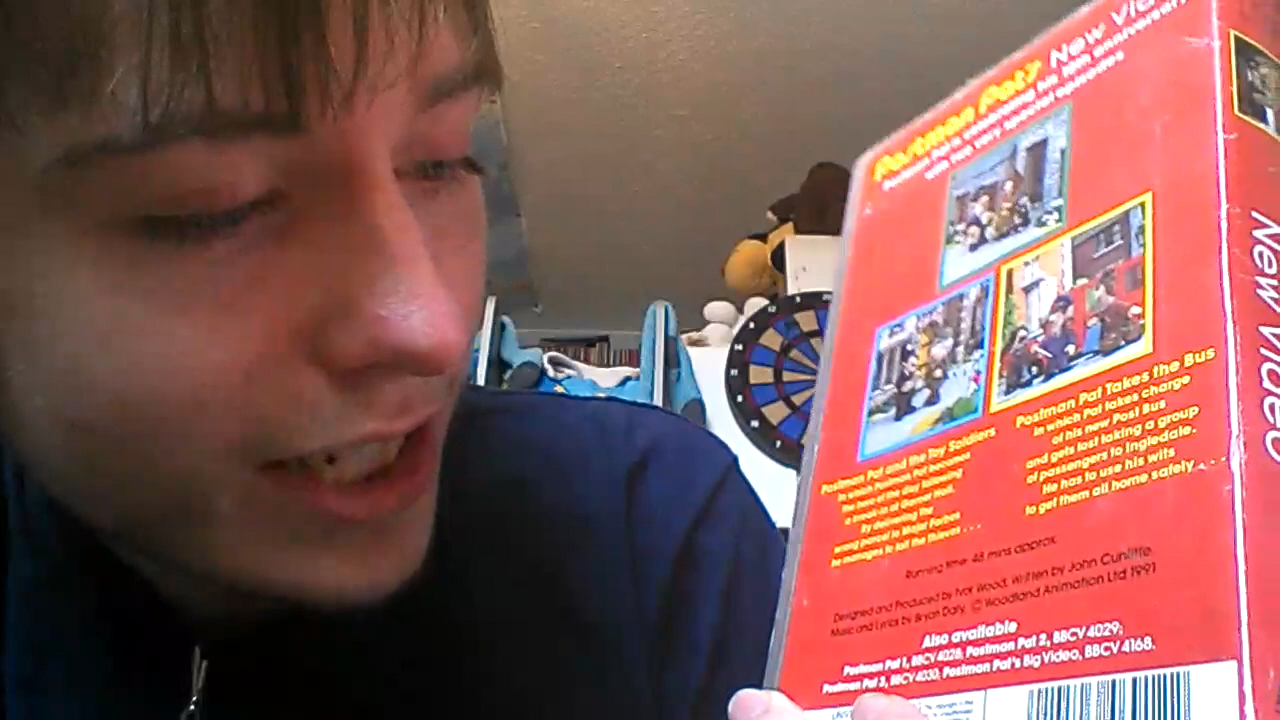 Postman Pat's New Vid
Postman Pat is celebrating his 10th anniversary
with two very special episodes
Postman Pat Takes the Bus
in which Pat takes charge
of his new Post Bus
and gets lost taking a group
of passengers to Ingledale.
He has to use his wits
to get them all home safely . . .
Postman Pat and the Toy Soldiers
in which Postman Pat becomes
the hero of the day following
a break-in at Garner Hall.
By delivering the
wrong parcel to Major Forbes
he manages to foil the thieves . . .
Running time: 48 mins approx.
Designed and Produced by Ivor Wood, Written by John Cunliffe.
Music and Lyrics by Bryan Daly. © Woodland Animation Ltd 1991
Also available
Postman Pat 1, BBCV 4028; Postman Pat 2, BBCV 4029;
Postman Pat 3, BBCV 4030; Postman Pat's Big Video, BBCV 4168.
New Video